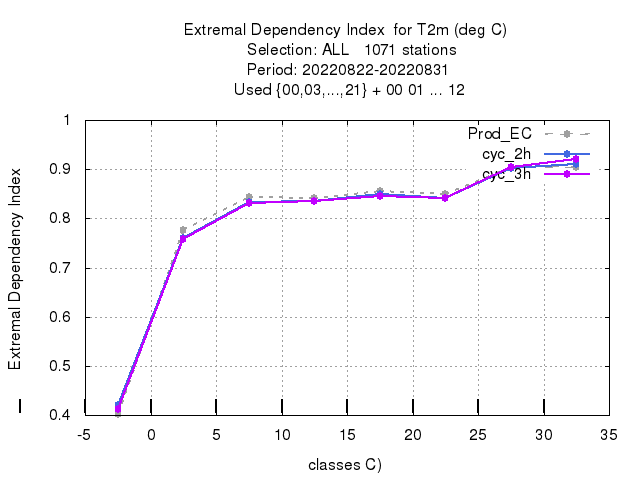 Extremal Dependency Index  for T2m (deg C)
Selection: ALL   1071 stations
Period: 20220822-20220831
Used {00,03,...,21} + 00 01 ... 12
Prod_EC
cyc_2h
cyc_3h
1
0.9
0.8
0.7
0.6
0.5
0.4
Extremal Dependency Index
-5 0 5 10 15 20 25 30 35
classes C)